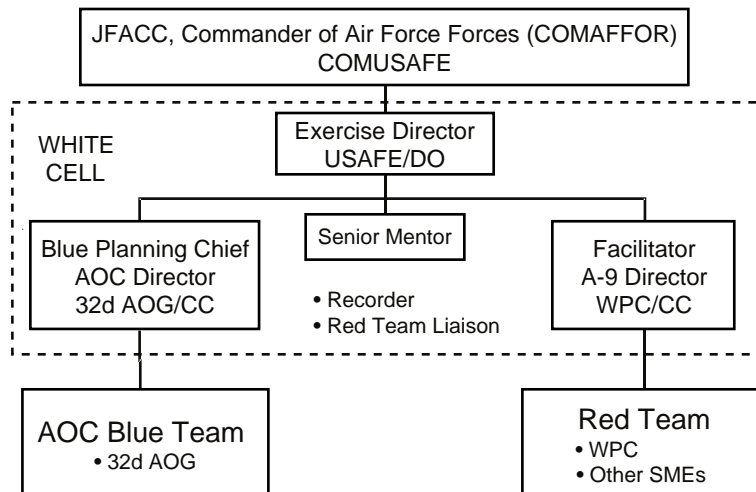 JFACC, Commander of Air Force Forces (COMAFFOR)
COMUSAFE
WHITE
CELL
Exercise Director
USAFE/DO
Blue Planning Chief
AOC Director
32d AOG/CC
Senior Mentor
• Recorder
• Red Team Liaison
Facilitator
A-9 Director
WPC/CC
AOC Blue Team
• 32d AOG
Red Team
• WPC
• Other SMEs